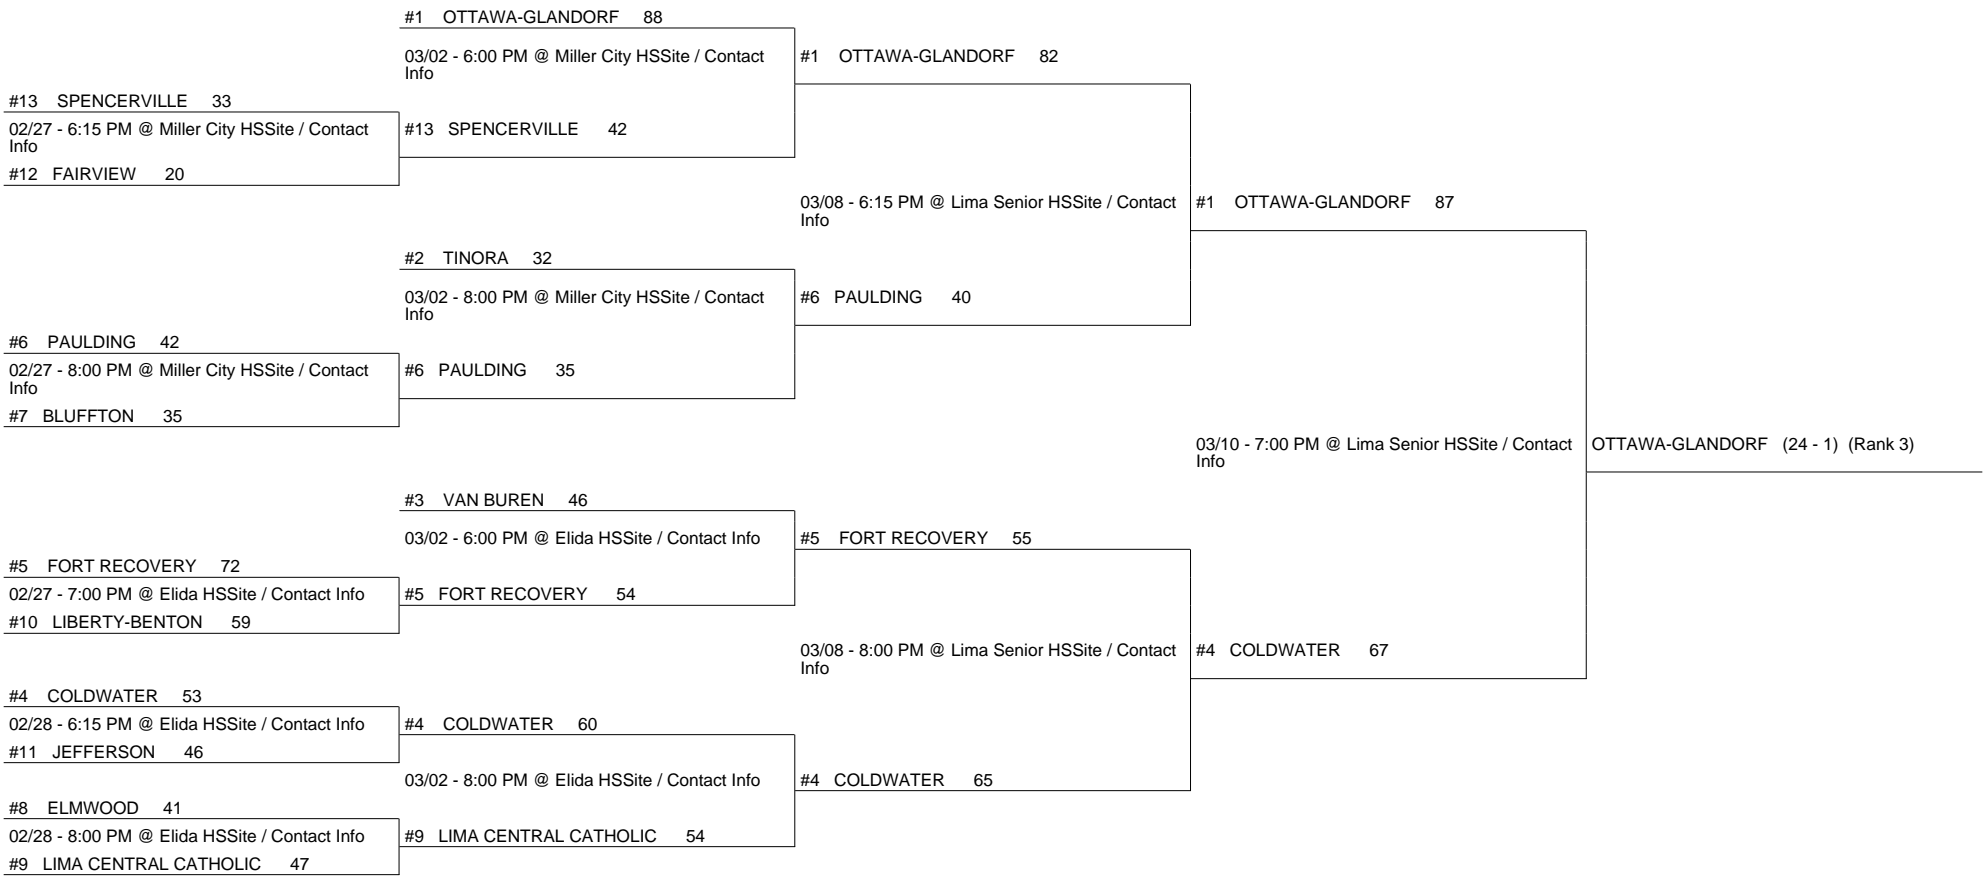 #1 OTTAWA-GLANDORF 88
03/02 - 6:00 PM @ Miller City HSSite / Contact
Info
#1 OTTAWA-GLANDORF 82
#13 SPENCERVILLE 33
02/27 - 6:15 PM @ Miller City HSSite / Contact
Info
#13 SPENCERVILLE 42
#12 FAIRVIEW 20
03/08 - 6:15 PM @ Lima Senior HSSite / Contact
Info
#1 OTTAWA-GLANDORF 87
#2 TINORA 32
03/02 - 8:00 PM @ Miller City HSSite / Contact
Info
#6 PAULDING 40
#6 PAULDING 42
02/27 - 8:00 PM @ Miller City HSSite / Contact
Info
#6 PAULDING 35
#7 BLUFFTON 35
03/10 - 7:00 PM @ Lima Senior HSSite / Contact
Info
OTTAWA-GLANDORF (24 - 1) (Rank 3)
#3 VAN BUREN 46
03/02 - 6:00 PM @ Elida HSSite / Contact Info
#5 FORT RECOVERY 55
#5 FORT RECOVERY 72
02/27 - 7:00 PM @ Elida HSSite / Contact Info
#5 FORT RECOVERY 54
#10 LIBERTY-BENTON 59
03/08 - 8:00 PM @ Lima Senior HSSite / Contact
Info
#4 COLDWATER 67
#4 COLDWATER 53
02/28 - 6:15 PM @ Elida HSSite / Contact Info
#4 COLDWATER 60
#11 JEFFERSON 46
03/02 - 8:00 PM @ Elida HSSite / Contact Info
#4 COLDWATER 65
#8 ELMWOOD 41
02/28 - 8:00 PM @ Elida HSSite / Contact Info
#9 LIMA CENTRAL CATHOLIC 54
#9 LIMA CENTRAL CATHOLIC 47